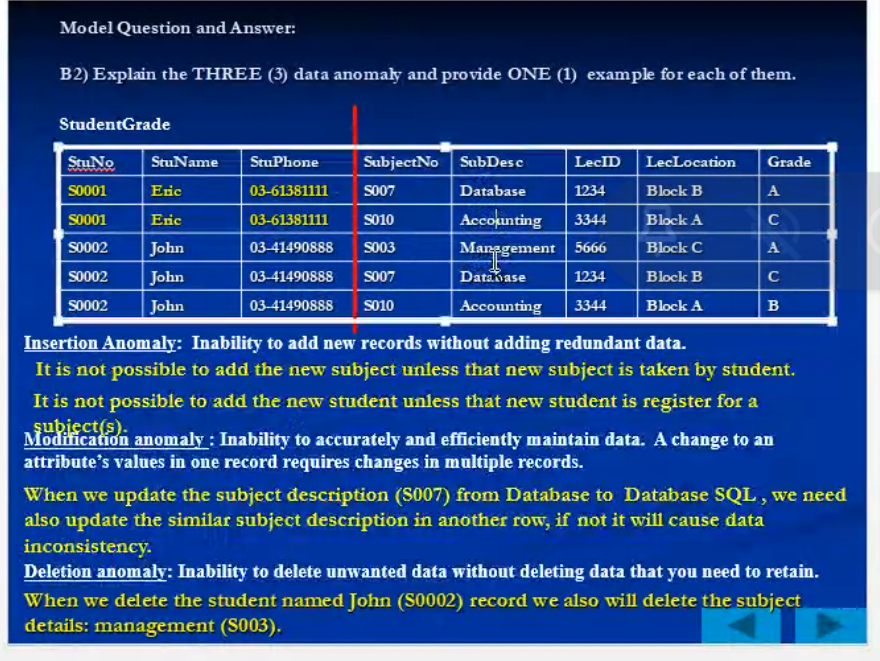 Model Question and Answer:
B2) Explain the THREE (3) data anomaly and provide ONE (1) example for each of them.
StudentGrade
StuNo StuName StuPhone SubjectNo SubDesc LecID LecLocation Grade
S0001 Eric 03-61381111 S007 Database 1234 Block B A
S0001 Eric 03-61381111 S010 Accounting 3344 Block A C
S0002 John 03-41490888 S003 Management 5666 Block C A
S0002 John 03-41490888 S007 Database 1234 Block B C
S0002 John 03-41490888 S010 Accounting 3344 Block A B
Insertion Anomaly: Inability to add new records without adding redundant data.
It is not possible to add the new subject unless that new subject is taken by student.
It is not possible to add the new student unless that new student is register for a
subject(s).
Modification anomaly : Inability to accurately and efficiently maintain data. A change to an
attribute's values in one record requires changes in multiple records.
When we update the subject description (S007) from Database to Database SQL , we need
also update the similar subject description in another row, if not it will cause data
inconsistency.
Deletion anomaly: Inability to delete unwanted data without deleting data that you need to retain.
When we delete the student named John (S0002) record we also will delete the subject
details: management (S003).